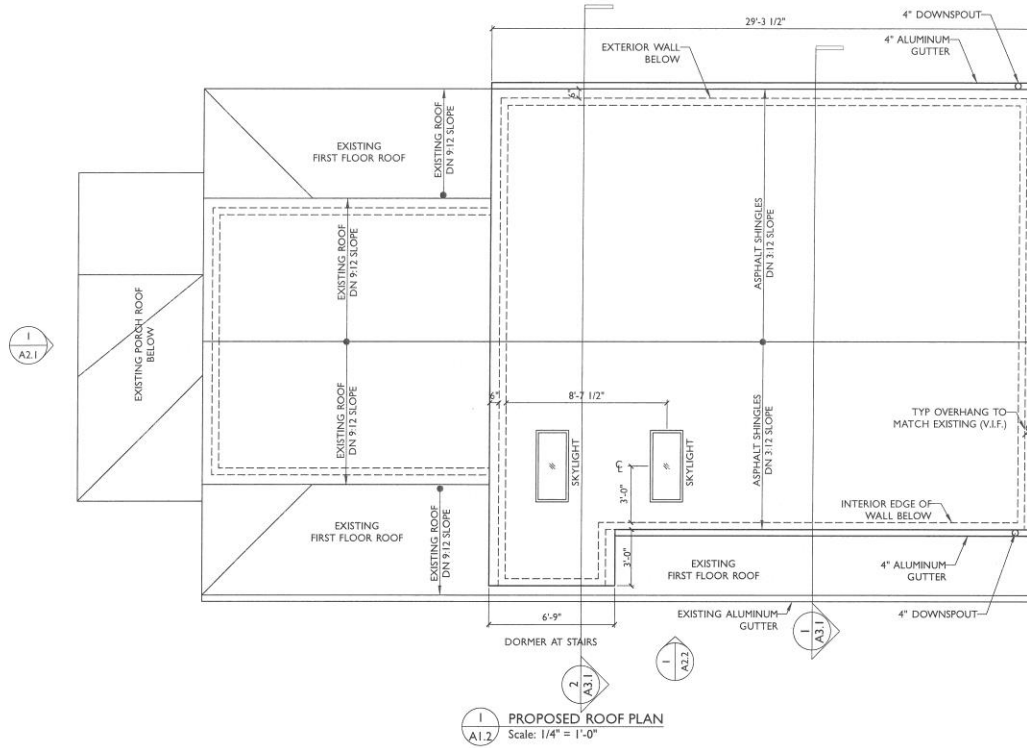 29'-3 1/2"
4" DOWNSPOUT
4" ALUMINUM
GUTTER
EXTERIOR WALL
BELOW
6"
EXISTING
FIRST FLOOR ROOF
EXISTING ROOF
DN 9:12 SLOPE
EXISTING ROOF
DN 9:12 SLOPE
ASPHALT SHINGLES
DN 3:12 SLOPE
EXISTING PORCH ROOF
BELOW
1
A2.1
EXISTING ROOF
DN 9:12 SLOPE
6"
8'-7 1/2"
SKYLIGHT
SKYLIGHT
CL
3'-0"
ASPHALT SHINGLES
DN 3:12 SLOPE
TYP OVERHANG TO
MATCH EXISTING (V.I.F.)
INTERIOR EDGE OF
WALL BELOW
EXISTING
FIRST FLOOR ROOF
EXISTING ROOF
DN 9:12 SLOPE
3'-0"
EXISTING
FIRST FLOOR ROOF
4" ALUMINUM
GUTTER
6'-9"
EXISTING ALUMINUM
GUTTER
4" DOWNSPOUT
DORMER AT STAIRS
1
A3.1
1
A2.2
2
A3.1
1
A1.2
PROPOSED ROOF PLAN
Scale: 1/4" = 1'-0"